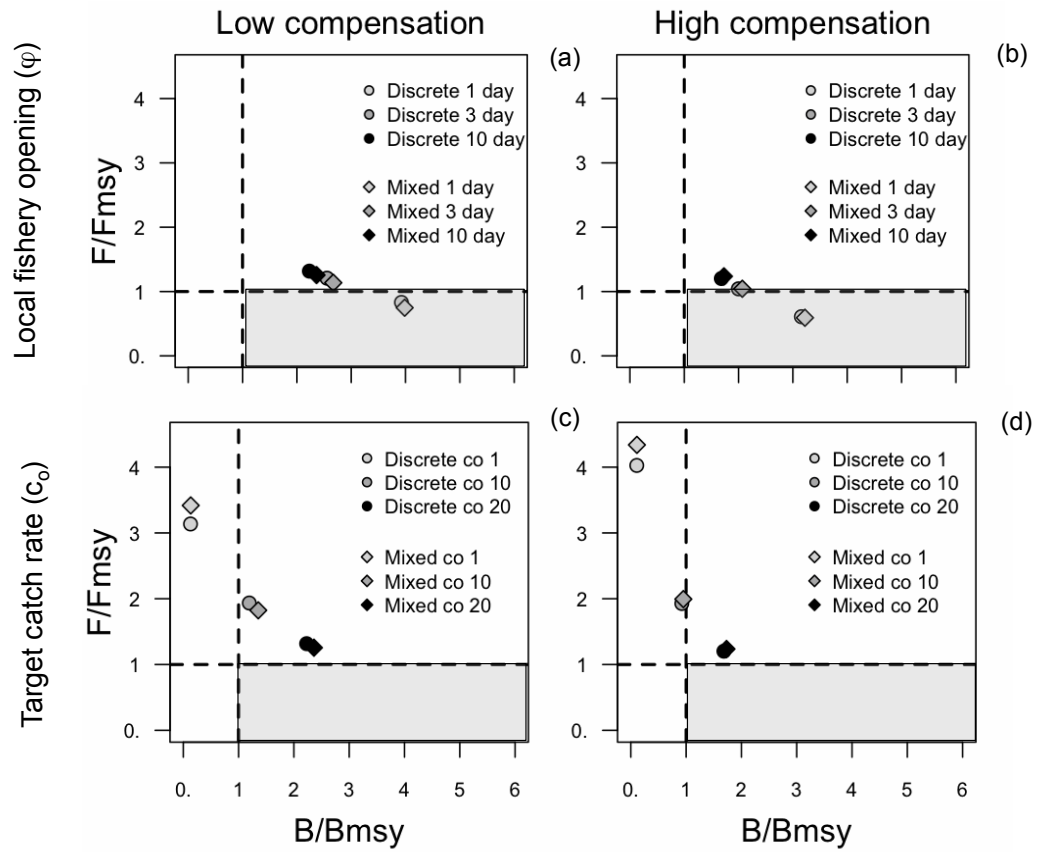 Low compensation
High compensation
Local fishery opening (φ)
(a)
F/Fmsy
4
3
2
1
0.
Discrete 1 day
Discrete 3 day
Discrete 10 day
Mixed 1 day
Mixed 3 day
Mixed 10 day
(b)
4
3
2
1
0.
Discrete 1 day
Discrete 3 day
Discrete 10 day
Mixed 1 day
Mixed 3 day
Mixed 10 day
Target catch rate (co)
(c)
F/Fmsy
4
3
2
1
0.
Discrete co 1
Discrete co 10
Discrete co 20
Mixed co 1
Mixed co 10
Mixed co 20
0. 1 2 3 4 5 6
B/Bmsy
(d)
4
3
2
1
0.
Discrete co 1
Discrete co 10
Discrete co 20
Mixed co 1
Mixed co 10
Mixed co 20
0. 1 2 3 4 5 6
B/Bmsy